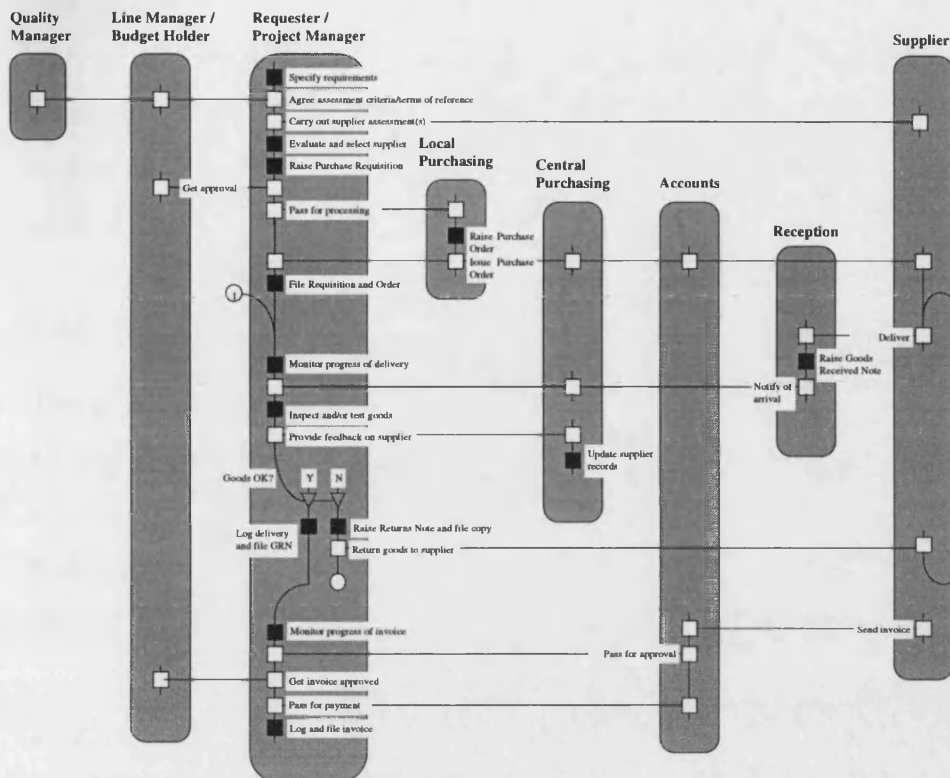 Quality
Manager
Line Manager /
Budget Holder
Requester /
Project Manager
Supplier
Specify requirements
Agree assessment criteria/terms of reference
Carry out supplier assessment(s)
Evaluate and select supplier
Local
Purchasing
Raise Purchase Requisition
Central
Purchasing
Accounts
Get approval
Pass for processing
Reception
Raise Purchase
Order
Issue Purchase
Order
File Requisition and Order
Deliver
Raise Goods
Received Note
Monitor progress of delivery
Notify of
arrival
Inspect and/or test goods
Provide feedback on supplier
Update supplier
records
Goods OK?
Y
N
Log delivery
and file GRN
Raise Returns Note and file copy
Return goods to supplier
Monitor progress of invoice
Send invoice
Pass for approval
Get invoice approved
Pass for payment
Log and file invoice